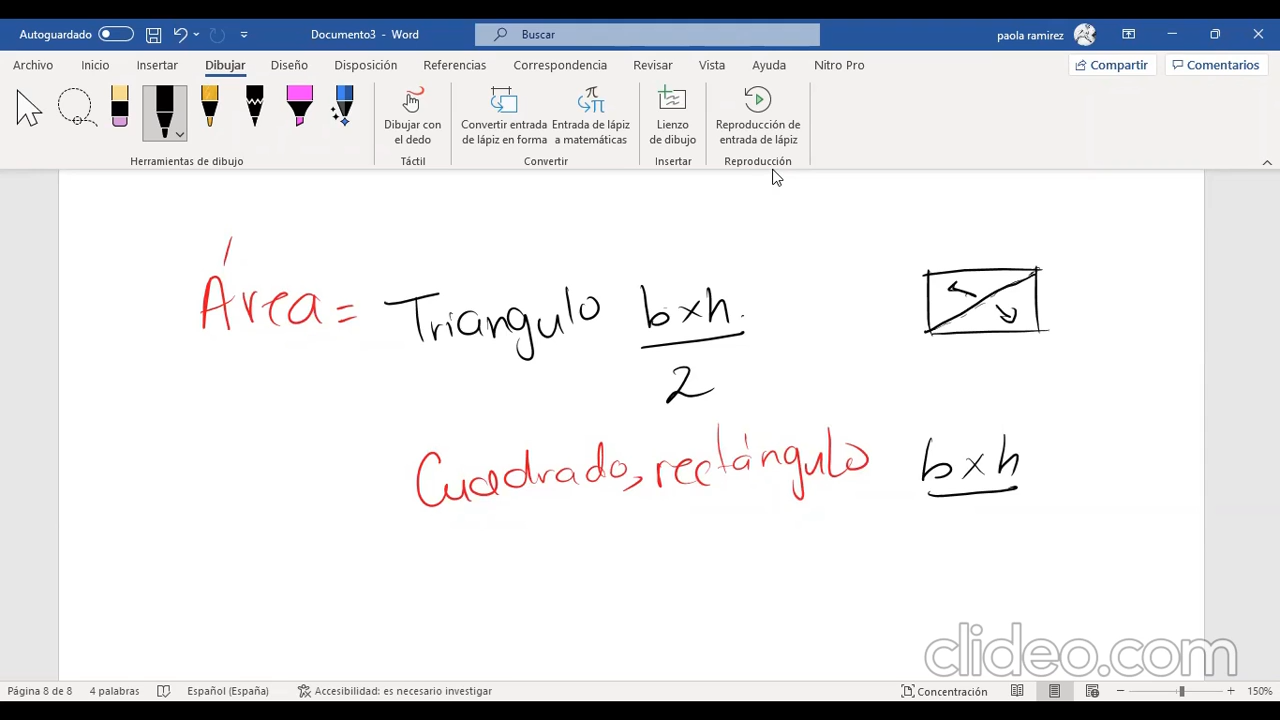 Autoguardado
Documento3 - Word
Buscar
paola ramirez
Archivo Inicio Insertar Dibujar Diseño Disposición Referencias Correspondencia Revisar Vista Ayuda Nitro Pro
Compartir
Comentarios
Dibujar con el dedo
Convertir entrada de lápiz en forma
Entrada de lápiz a matemáticas
Lienzo de dibujo
Reproducción de entrada de lápiz
Herramientas de dibujo
Táctil
Convertir
Insertar
Reproducción
Área = Triangulo b x h
2
Cuadrado, rectángulo b x h
clideo.com
Página 8 de 8 4 palabras Español (España) Accesibilidad: es necesario investigar Concentración 150%